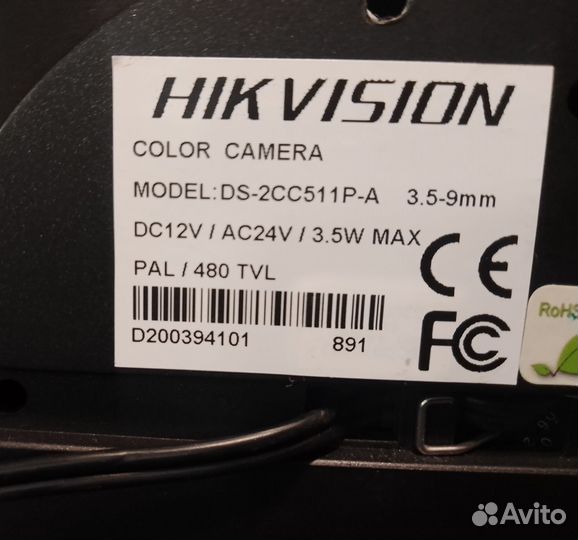 HIKVISION
COLOR CAMERA
MODEL:DS-2CC511P-A 3.5-9mm
DC12V / AC24V / 3.5W MAX
PAL / 480 TVL
CE
D200394101 891
FC
RoHS
Avito